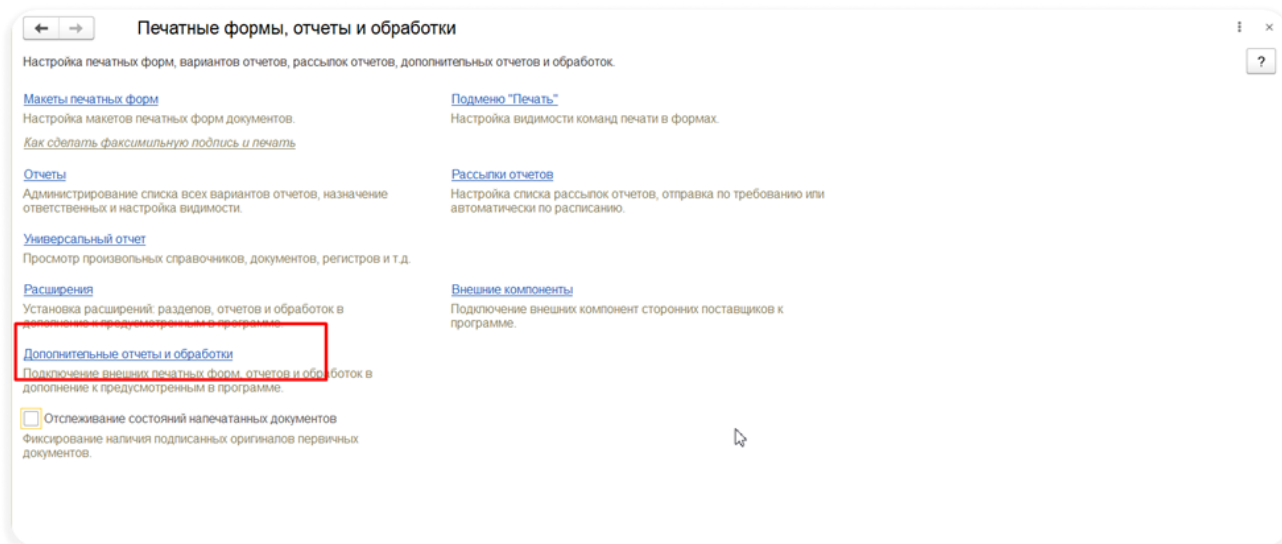 Печатные формы, отчеты и обработки
Настройка печатных форм, вариантов отчетов, рассылок отчетов, дополнительных отчетов и обработок.
?
Макеты печатных форм
Настройка макетов печатных форм документов.
Как сделать факсимильную подпись и печать
Подменю "Печать"
Настройка видимости команд печати в формах.
Отчеты
Администрирование списка всех вариантов отчетов, назначение
ответственных и настройка видимости.
Рассылки отчетов
Настройка списка рассылок отчетов, отправка по требованию или
автоматически по расписанию.
Универсальный отчет
Просмотр произвольных справочников, документов, регистров и т.д.
Расширения
Установка расширений: разделов, отчетов и обработок в
дополнение к предусмотренным в программе.
Внешние компоненты
Подключение внешних компонент сторонних поставщиков к
программе.
Дополнительные отчеты и обработки
Подключение внешних печатных форм, отчетов и обработок в
дополнение к предусмотренным в программе.
Отслеживание состояний напечатанных документов
Фиксирование наличия подписанных оригиналов первичных
документов.